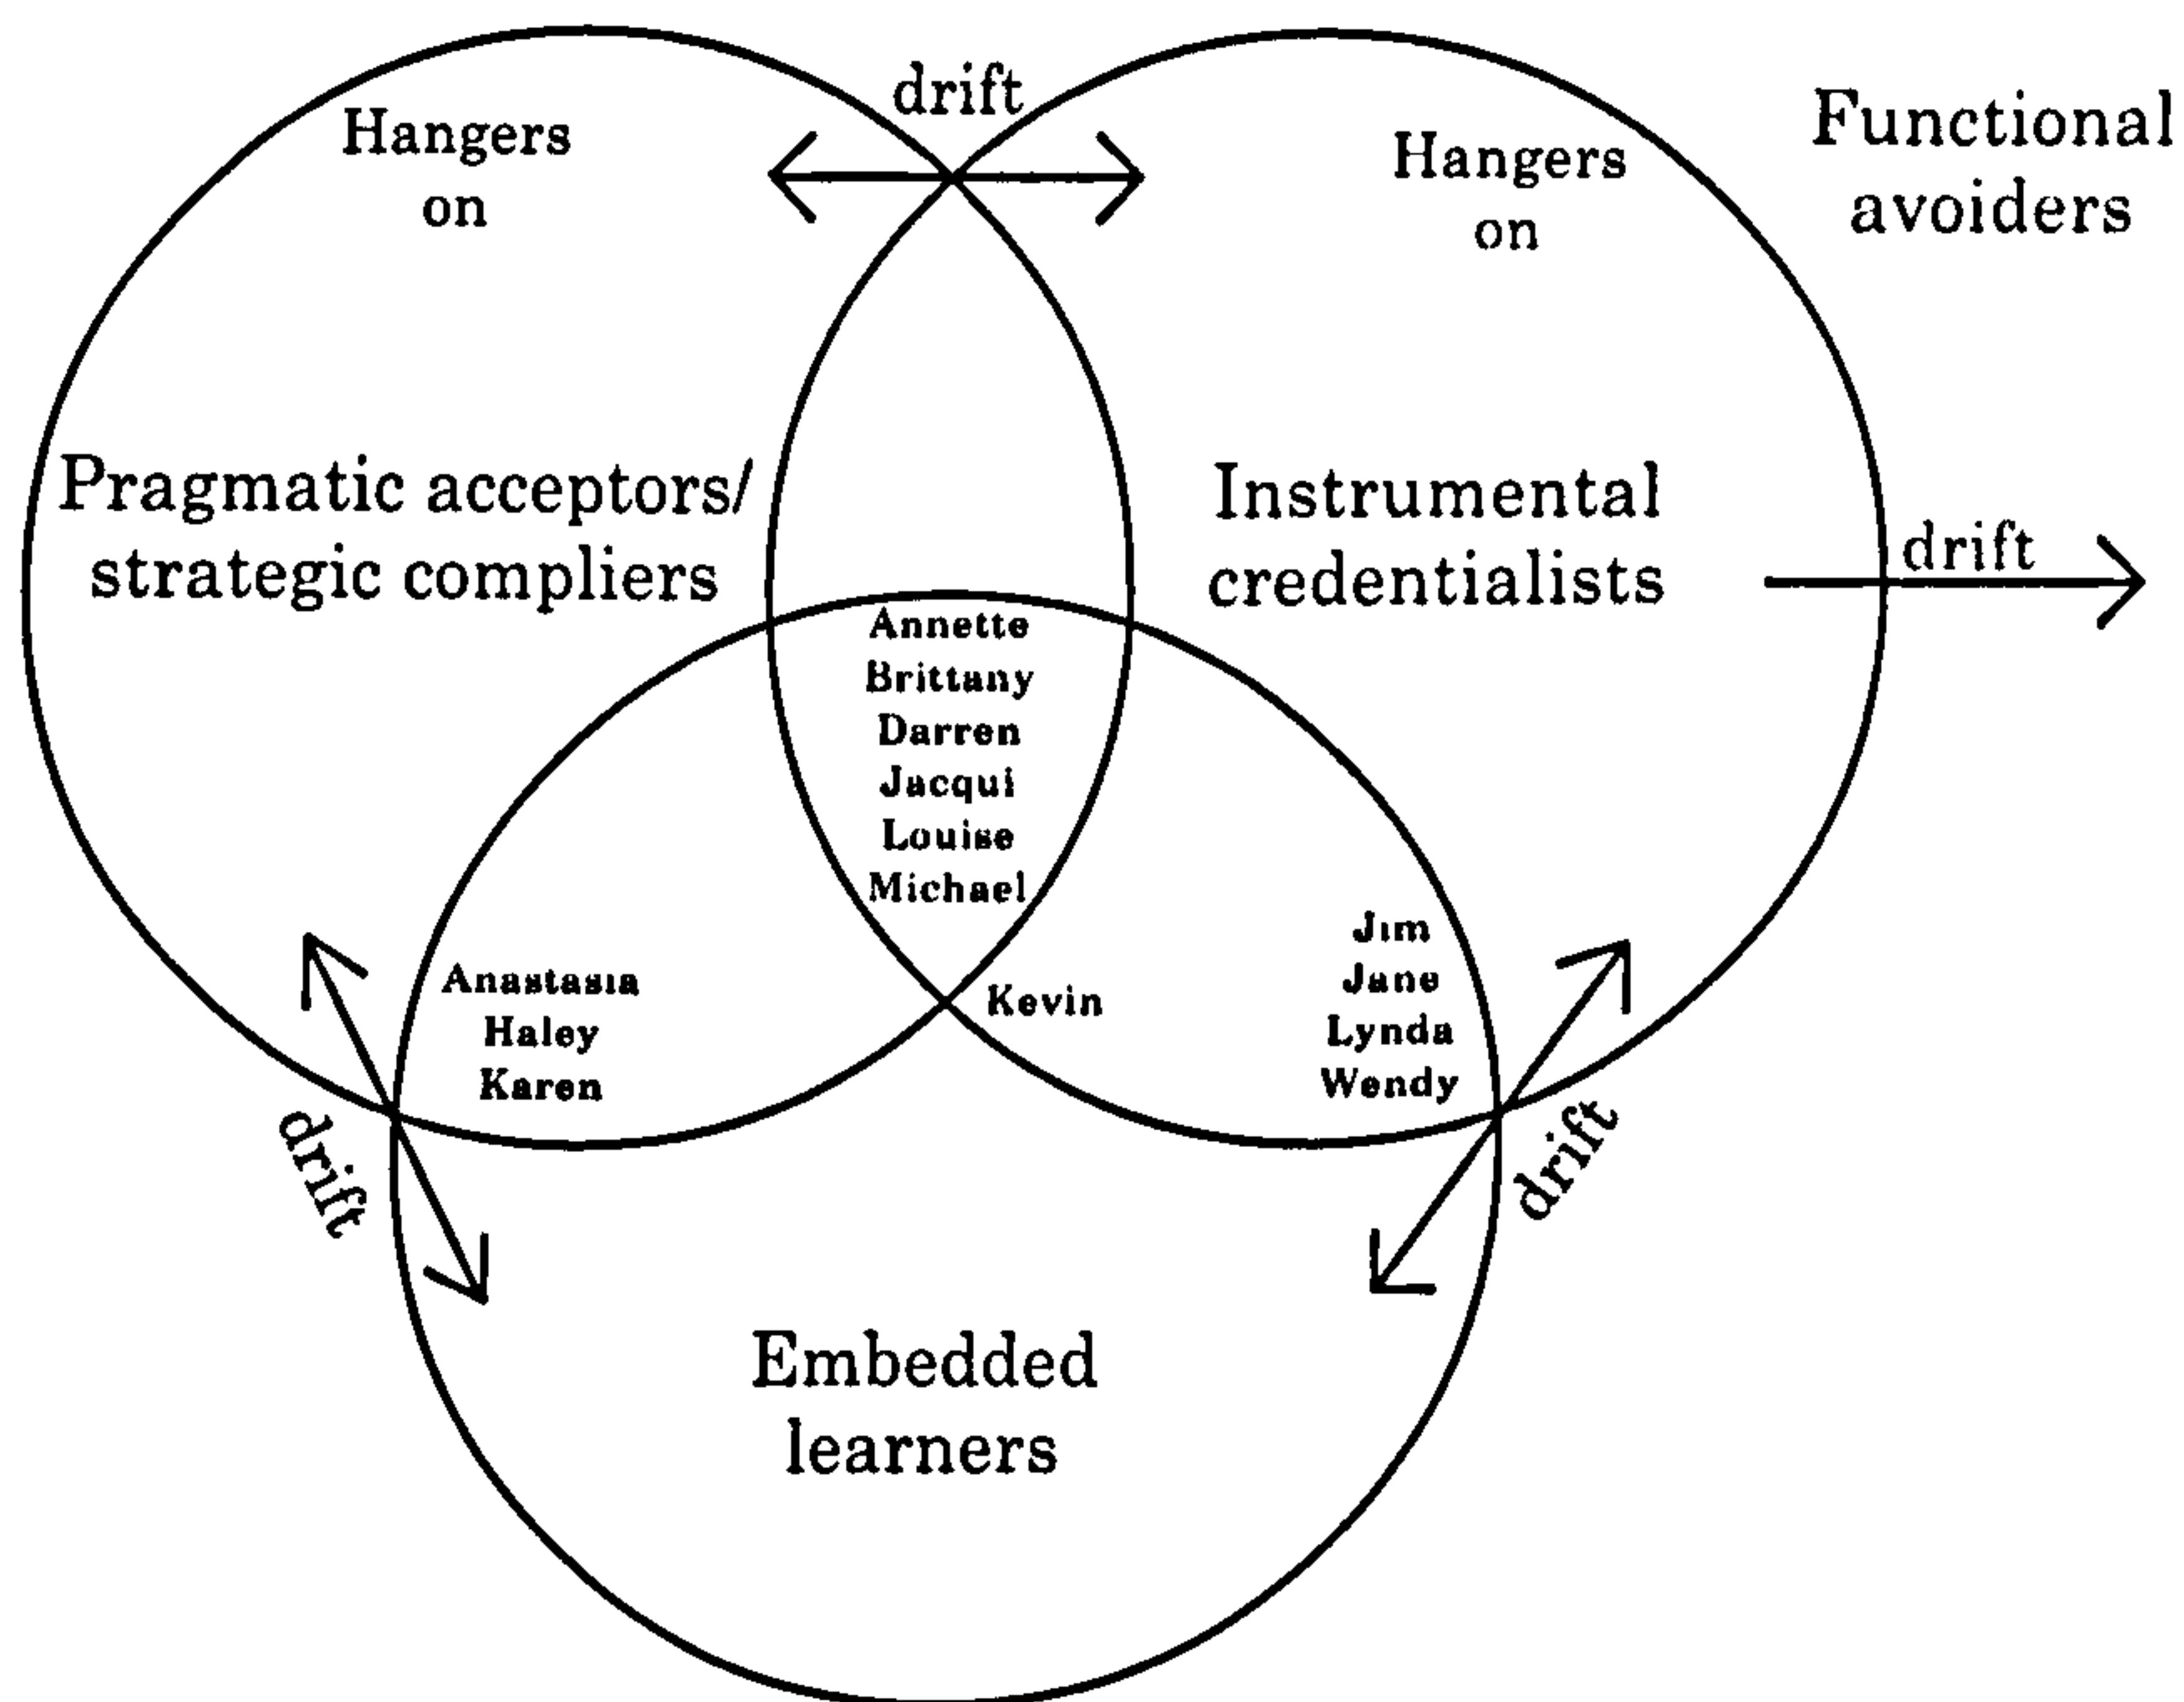 drift
Hangers
on
Hangers
on
Functional
avoiders
Pragmatic acceptors/
strategic compliers
Instrumental
credentialists
drift
Annette
Brittany
Darren
Jacqui
Louise
Michael
Anastasia
Haley
Karen
Kevin
Jim
Jane
Lynda
Wendy
drift
drift
Embedded
learners